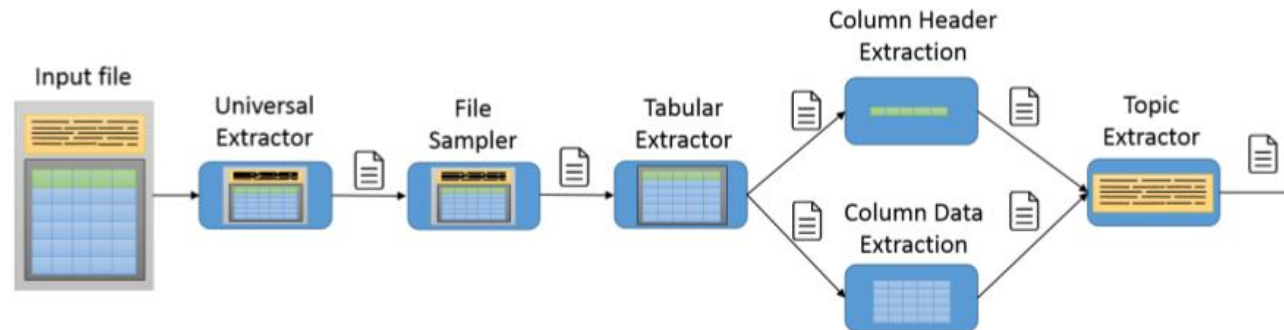 Input file
Universal
Extractor
File
Sampler
Tabular
Extractor
Column Header
Extraction
Column Data
Extraction
Topic
Extractor